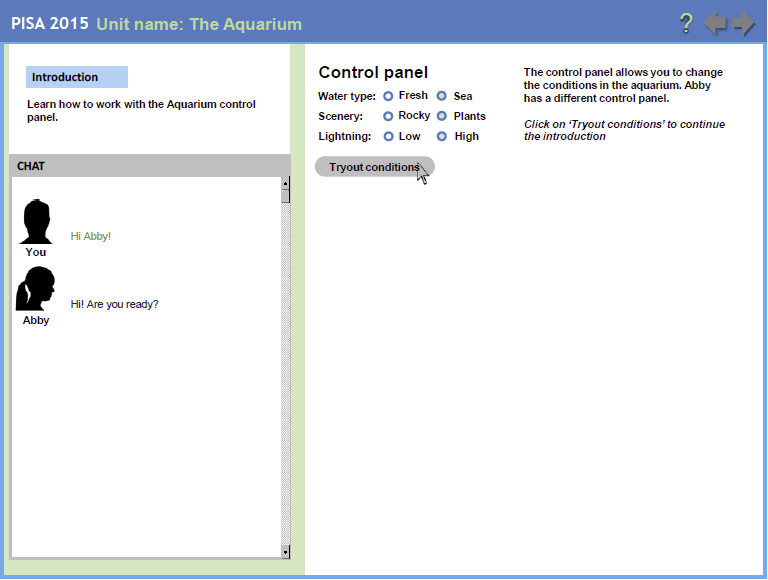 PISA 2015 Unit name: The Aquarium
?
Introduction
Learn how to work with the Aquarium control
panel.
CHAT
Hi Abby!
You
Hi! Are you ready?
Abby
Control panel
Water type: Fresh Sea
Scenery: Rocky Plants
Lightning: Low High
Tryout conditions
The control panel allows you to change
the conditions in the aquarium. Abby
has a different control panel.
Click on ‘Tryout conditions’ to continue
the introduction